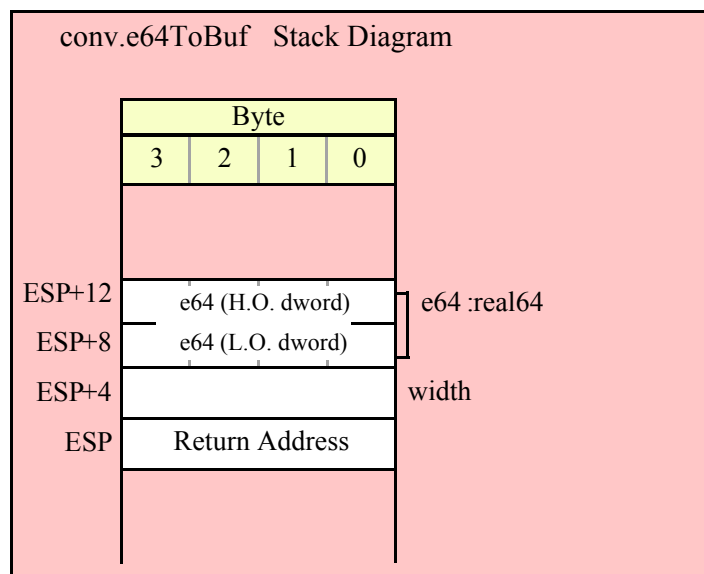 conv.e64ToBuf Stack Diagram
Byte
3 2 1 0
ESP+12 e64 (H.O. dword) e64 :real64
ESP+8 e64 (L.O. dword)
ESP+4 width
ESP Return Address